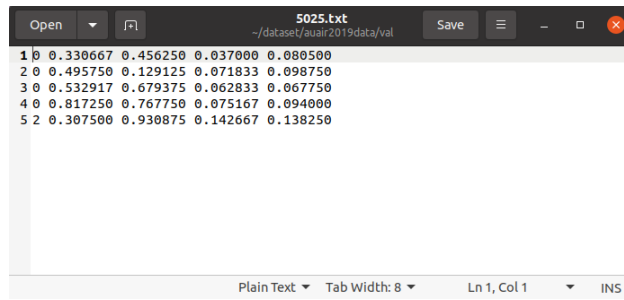 Open 5025.txt Save
~/dataset/auair2019data/val
1 0 0.330667 0.456250 0.037000 0.080500
2 0 0.495750 0.129125 0.071833 0.098750
3 0 0.532917 0.679375 0.062833 0.067750
4 0 0.817250 0.767750 0.075167 0.094000
5 2 0.307500 0.930875 0.142667 0.138250
Plain Text Tab Width: 8 Ln 1, Col 1 INS